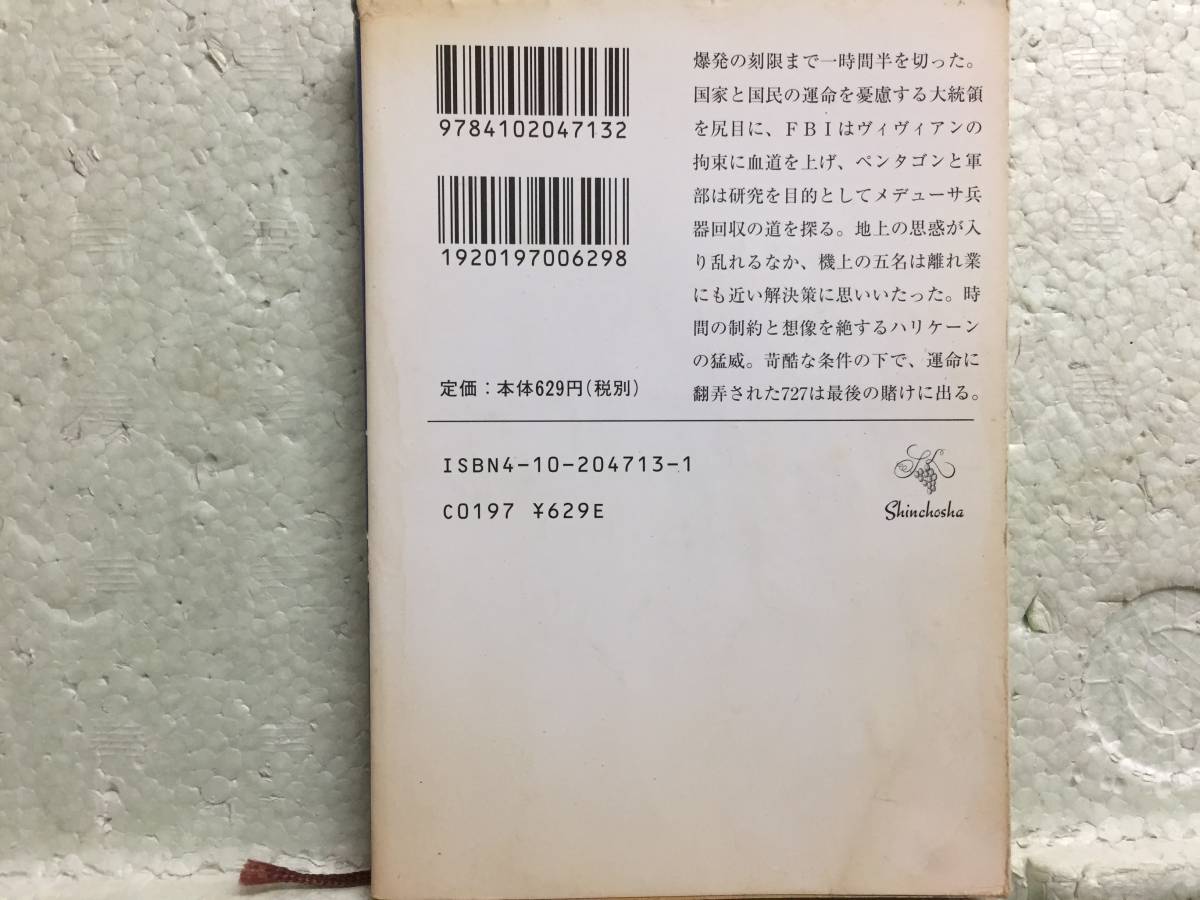 9784102047132
1920197006298
定価：本体629円（税別）
爆発の刻限まで一時間半を切った。
国家と国民の運命を憂慮する大統領
を尻目に、ＦＢＩはヴィヴィアンの
拘束に血道を上げ、ペンタゴンと軍
部は研究を目的としてメデューサ兵
器回収の道を探る。地上の思惑が入
り乱れるなか、機上の五名は離れ業
にも近い解決策に思いいたった。時
間の制約と想像を絶するハリケーン
の猛威。苛酷な条件の下で、運命に
翻弄された727は最後の賭けに出る。
ISBN4-10-204713-1
C0197 ¥629E
Shinchosha